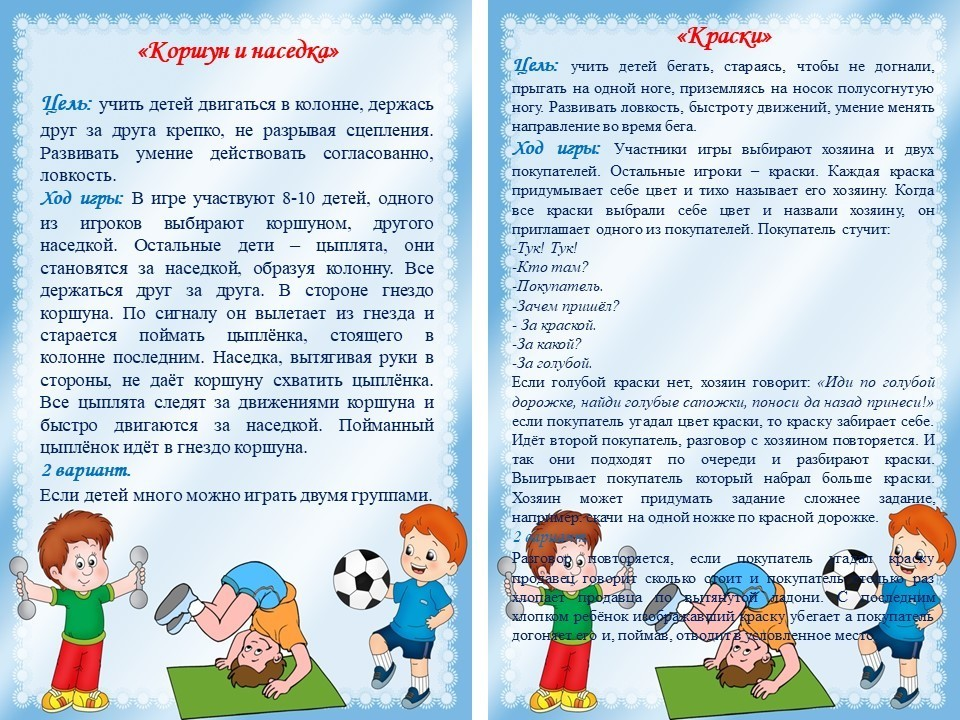 «Коршун и наседка»
Цель: учить детей двигаться в колонне, держась
друг за друга крепко, не разрывая сцепления.
Развивать умение действовать согласованно,
ловкость.
Ход игры: В игре участвуют 8-10 детей, одного
из игроков выбирают коршуном, другого
наседкой. Остальные дети – цыплята, они
становятся за наседкой, образуя колонну. Все
держаться друг за друга. В стороне гнездо
коршуна. По сигналу он вылетает из гнезда и
старается поймать цыплёнка, стоящего в
колонне последним. Наседка, вытягивая руки в
стороны, не даёт коршуну схватить цыплёнка.
Все цыплята следят за движениями коршуна и
быстро двигаются за наседкой. Пойманный
цыплёнок идёт в гнездо коршуна.
2 вариант.
Если детей много можно играть двумя группами.
«Краски»
Цель: учить детей бегать, стараясь, чтобы не догнали,
прыгать на одной ноге, приземляясь на носок полусогнутую
ногу. Развивать ловкость, быстроту движений, умение менять
направление во время бега.
Ход игры: Участники игры выбирают хозяина и двух
покупателей. Остальные игроки – краски. Каждая краска
придумывает себе цвет и тихо называет его хозяину. Когда
все краски выбрали себе цвет и назвали хозяину, он
приглашает одного из покупателей. Покупатель стучит:
-Тук! Тук!
-Кто там?
-Покупатель.
-Зачем пришёл?
- За краской.
-За какой?
-За голубой.
Если голубой краски нет, хозяин говорит: «Иди по голубой
дорожке, найди голубые сапожки, поноси да назад принеси!»
если покупатель угадал цвет краски, то краску забирает себе.
Идёт второй покупатель, разговор с хозяином повторяется. И
так они подходят по очереди и разбирают краски.
Выигрывает покупатель который набрал больше краски.
Хозяин может придумать задание сложнее задание,
например: скачи на одной ножке по красной дорожке.
2 вариант.
Разговор повторяется, если покупатель угадал краску
продавец говорит сколько стоит и покупатель столько раз
хлопает продавца по вытянутой ладони. С последним
хлопком ребёнок изображавший краску убегает а покупатель
догоняет его и, поймав, отводит в условленное место.